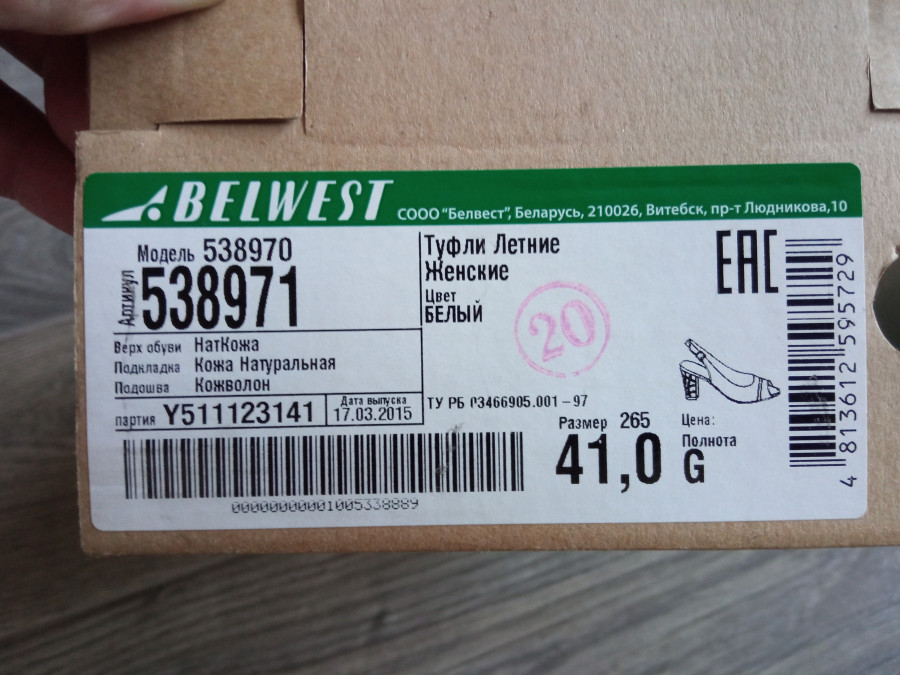 BELWEST
СООО "Белвест", Беларусь, 210026, Витебск, пр-т Людникова,10
Модель 538970
Артикул 538971
Верх обуви НатКожа
Подкладка Кожа Натуральная
Подошва Кожволон
партия Y511123141
Дата выпуска
17.03.2015
00000000001005338889
Туфли Летние
Женские
Цвет
БЕЛЫЙ
20
ТУ РБ 03466905.001-97
Размер 265
41,0
Цена:
Полнота
G
EAC
4 813612 595729